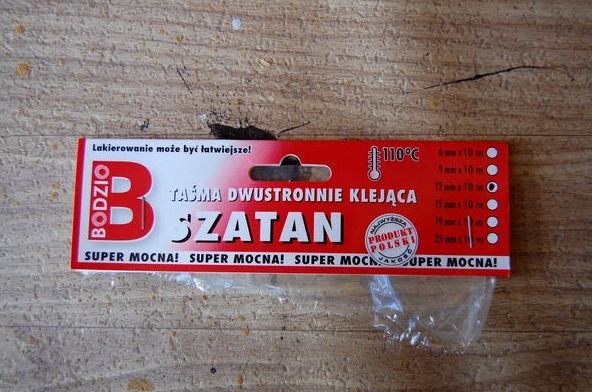 Lakierowanie może być łatwiejsze!
BODZIO
B
TAŚMA DWUSTRONNIE KLEJĄCA
SZATAN
SUPER MOCNA! SUPER MOCNA! SUPER MOCNA! SUPER MOCNA!
110°C
6 mm x 10 m
9 mm x 10 m
12 mm x 10 m
15 mm x 10 m
19 mm x 10 m
25 mm x 10 m
NAJWYŻSZA
PRODUKT
POLSKI
JAKOŚĆ